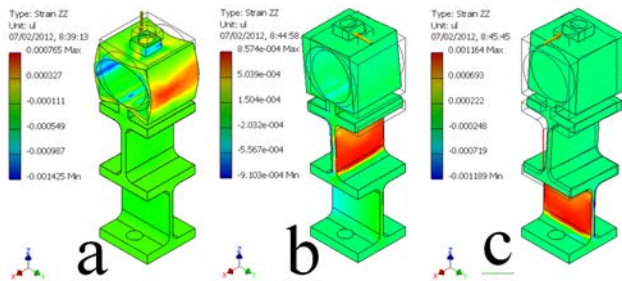 Type: Strain ZZ
Unit: ul
07/02/2012, 8:39:13
0.000765 Max
0.000327
-0.000111
-0.000549
-0.000987
-0.001425 Min
Z
X
Y
a
Type: Strain ZZ
Unit: ul
07/02/2012, 8:44:58
8.574e-004 Max
5.039e-004
1.504e-004
-2.032e-004
-5.567e-004
-9.103e-004 Min
Z
X
Y
b
Type: Strain ZZ
Unit: ul
07/02/2012, 8:45:45
0.001164 Max
0.000693
0.000222
-0.000248
-0.000719
-0.001189 Min
Z
X
Y
c